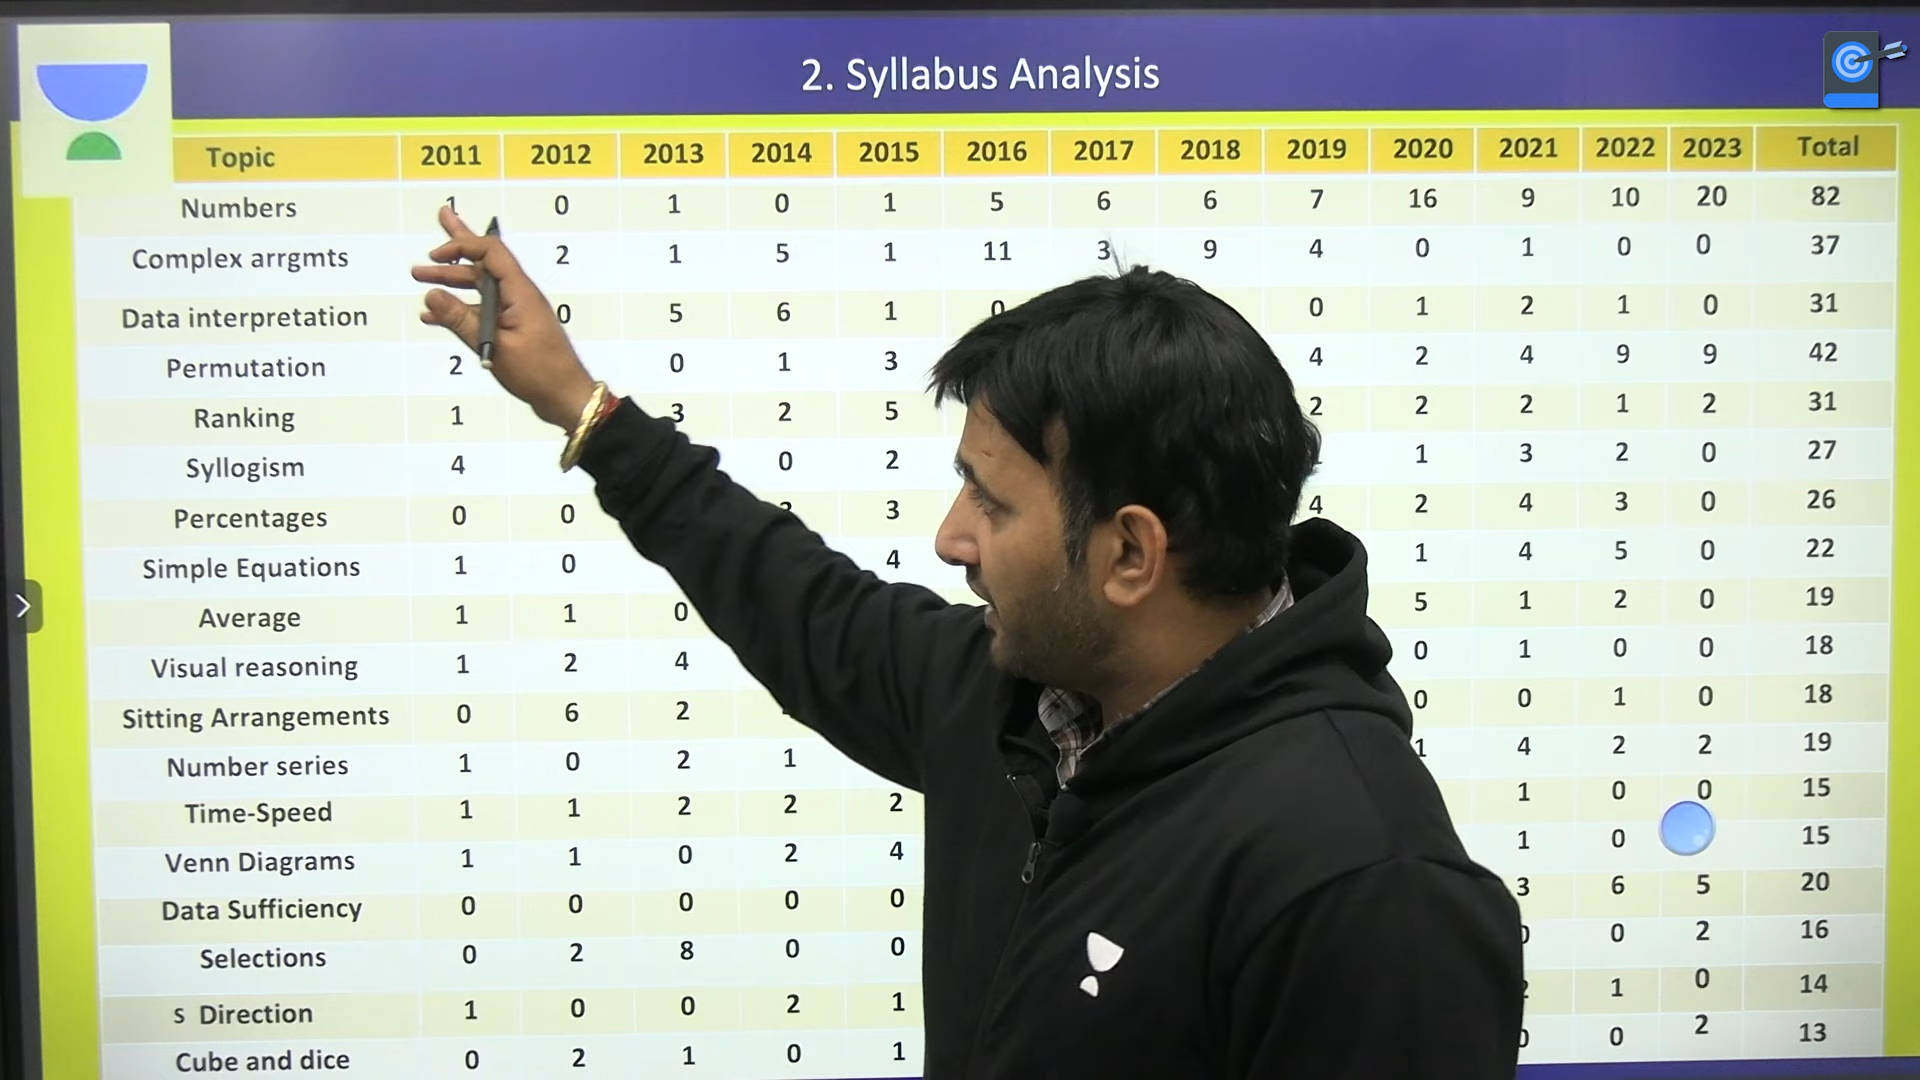 2. Syllabus Analysis
Topic 2011 2012 2013 2014 2015 2016 2017 2018 2019 2020 2021 2022 2023 Total
Numbers 1 0 1 0 1 5 6 6 7 16 9 10 20 82
Complex arrgmts 2 1 5 1 11 3 9 4 0 1 0 0 37
Data interpretation 0 5 6 1 0 0 1 2 1 0 31
Permutation 2 0 1 3 4 2 4 9 9 42
Ranking 1 3 2 5 2 2 2 1 2 31
Syllogism 4 0 2 1 3 2 0 27
Percentages 0 0 3 4 2 4 3 0 26
Simple Equations 1 0 4 1 4 5 0 22
Average 1 1 0 5 1 2 0 19
Visual reasoning 1 2 4 0 1 0 0 18
Sitting Arrangements 0 6 2 0 0 1 0 18
Number series 1 0 2 1 1 4 2 2 19
Time-Speed 1 1 2 2 2 1 0 0 15
Venn Diagrams 1 1 0 2 4 1 0 15
Data Sufficiency 0 0 0 0 0 3 6 5 20
Selections 0 2 8 0 0 0 0 2 16
s Direction 1 0 0 2 1 1 0 14
Cube and dice 0 2 1 0 1 0 0 2 13